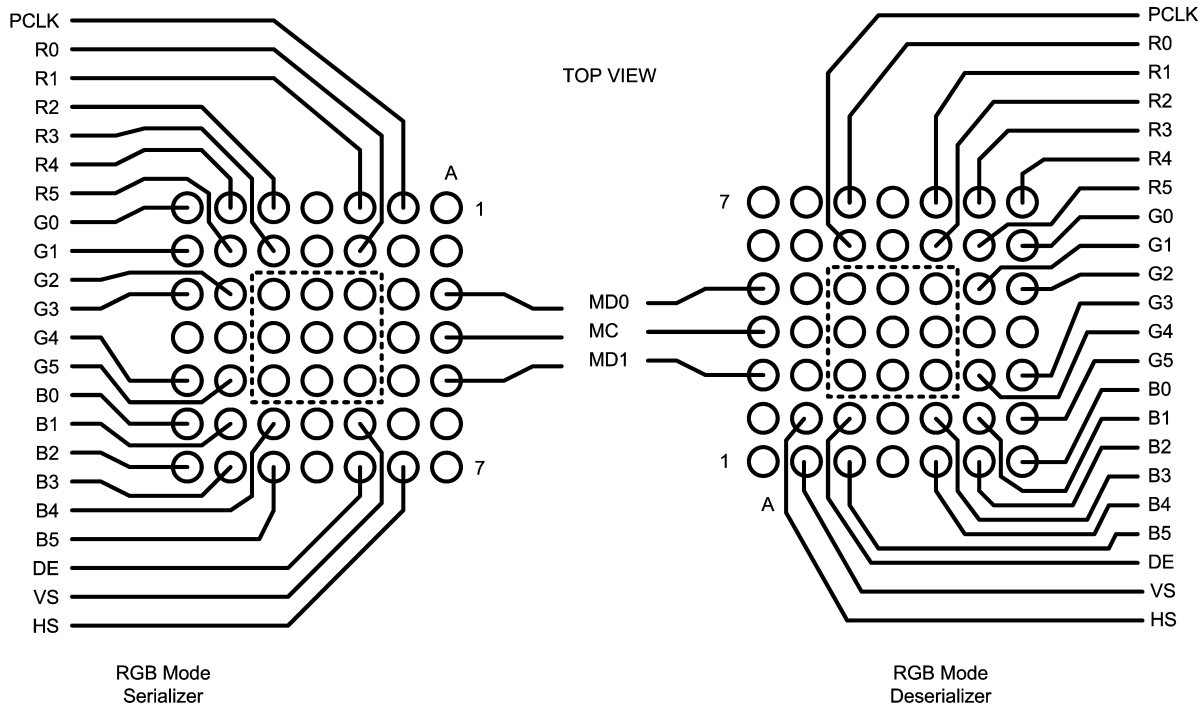 PCLK
R0
R1
R2
R3
R4
R5
G0
G1
G2
G3
G4
G5
B0
B1
B2
B3
B4
B5
DE
VS
HS
A
1
7
RGB Mode
Serializer
TOP VIEW
MD0
MC
MD1
7
1
A
PCLK
R0
R1
R2
R3
R4
R5
G0
G1
G2
G3
G4
G5
B0
B1
B2
B3
B4
B5
DE
VS
HS
RGB Mode
Deserializer